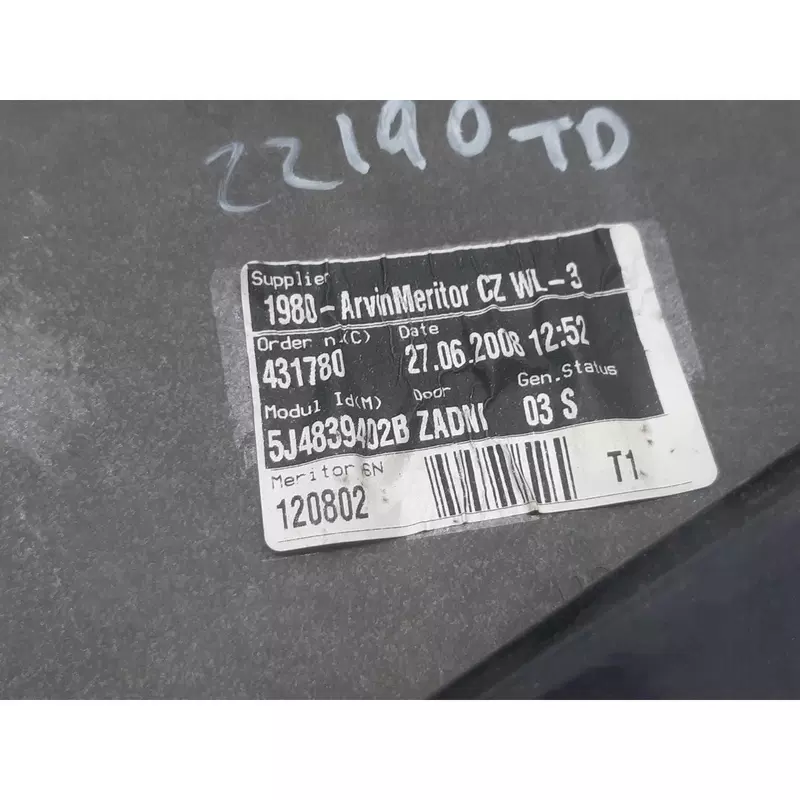 22190 TD
Supplier
1980-ArvinMeritor CZ WL-3
Order n.(C) Date
431780 27.06.2008 12:52
Modul Id(M) Door Gen.Status
5J4839402B ZADNI 03 S
Meritor SN
120802 T1